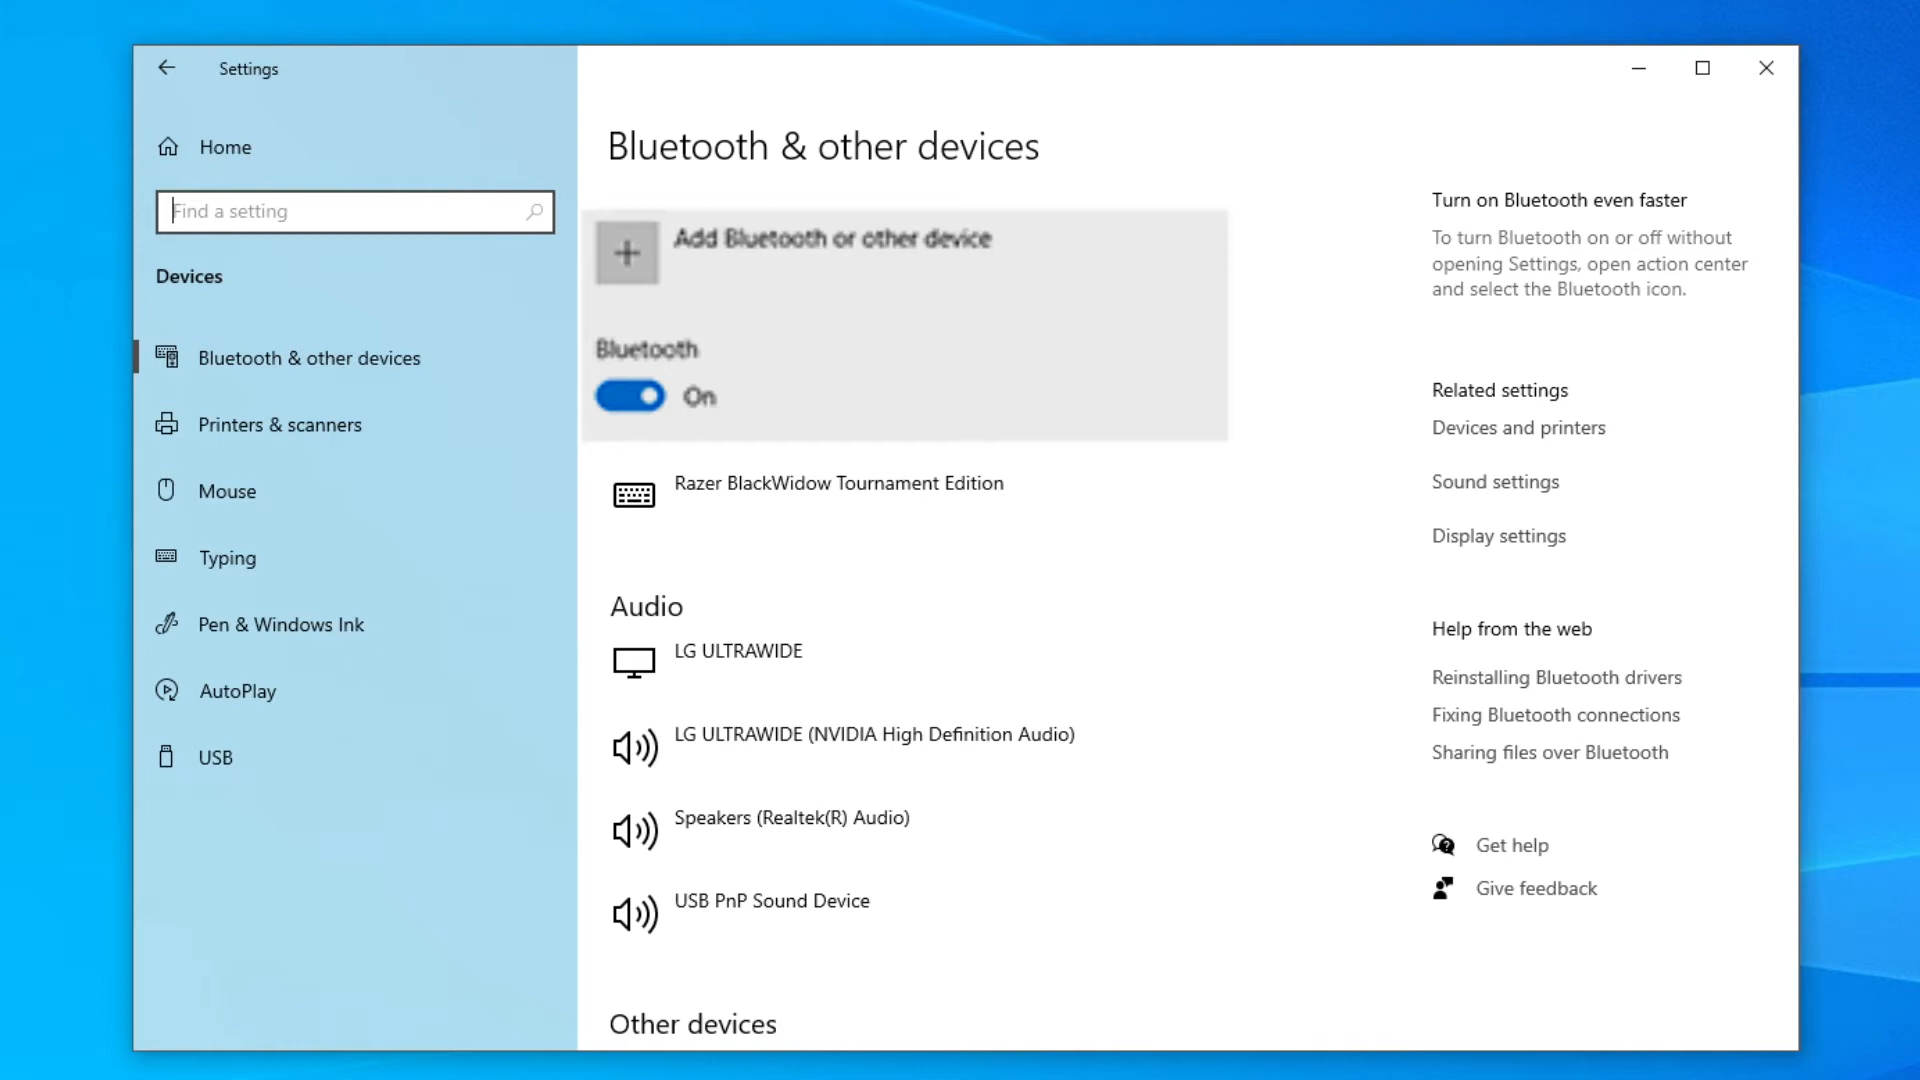 Settings
Home
Find a setting
Devices
Bluetooth & other devices
Printers & scanners
Mouse
Typing
Pen & Windows Ink
AutoPlay
USB
Bluetooth & other devices
Add Bluetooth or other device
Bluetooth
On
Razer BlackWidow Tournament Edition
Audio
LG ULTRAWIDE
LG ULTRAWIDE (NVIDIA High Definition Audio)
Speakers (Realtek(R) Audio)
USB PnP Sound Device
Other devices
Turn on Bluetooth even faster
To turn Bluetooth on or off without
opening Settings, open action center
and select the Bluetooth icon.
Related settings
Devices and printers
Sound settings
Display settings
Help from the web
Reinstalling Bluetooth drivers
Fixing Bluetooth connections
Sharing files over Bluetooth
Get help
Give feedback